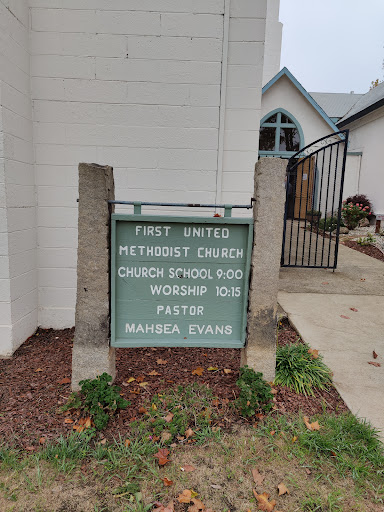 FIRST UNITED
METHODIST CHURCH
CHURCH SCHOOL 9:00
WORSHIP 10:15
PASTOR
MAHSEA EVANS